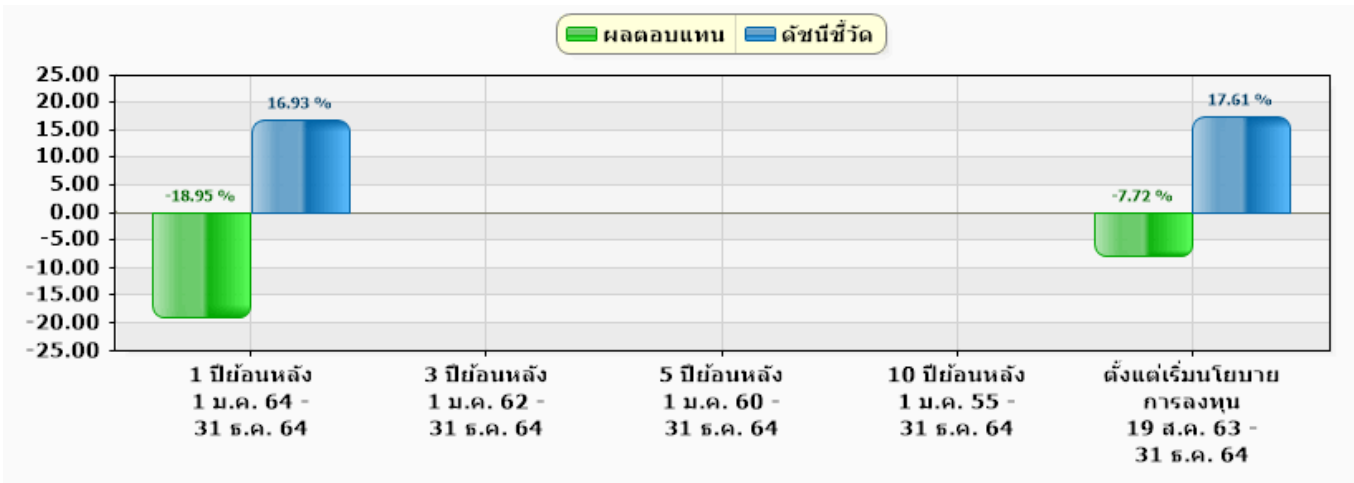 ผลตอบแทน ดัชนีชี้วัด
25.00
20.00
15.00
10.00
5.00
0.00
-5.00
-10.00
-15.00
-20.00
-25.00
-18.95 %
16.93 %
-7.72 %
17.61 %
1 ปีย้อนหลัง
1 ม.ค. 64 -
31 ธ.ค. 64
3 ปีย้อนหลัง
1 ม.ค. 62 -
31 ธ.ค. 64
5 ปีย้อนหลัง
1 ม.ค. 60 -
31 ธ.ค. 64
10 ปีย้อนหลัง
1 ม.ค. 55 -
31 ธ.ค. 64
ตั้งแต่เริ่มนโยบาย
การลงทุน
19 ส.ค. 63 -
31 ธ.ค. 64